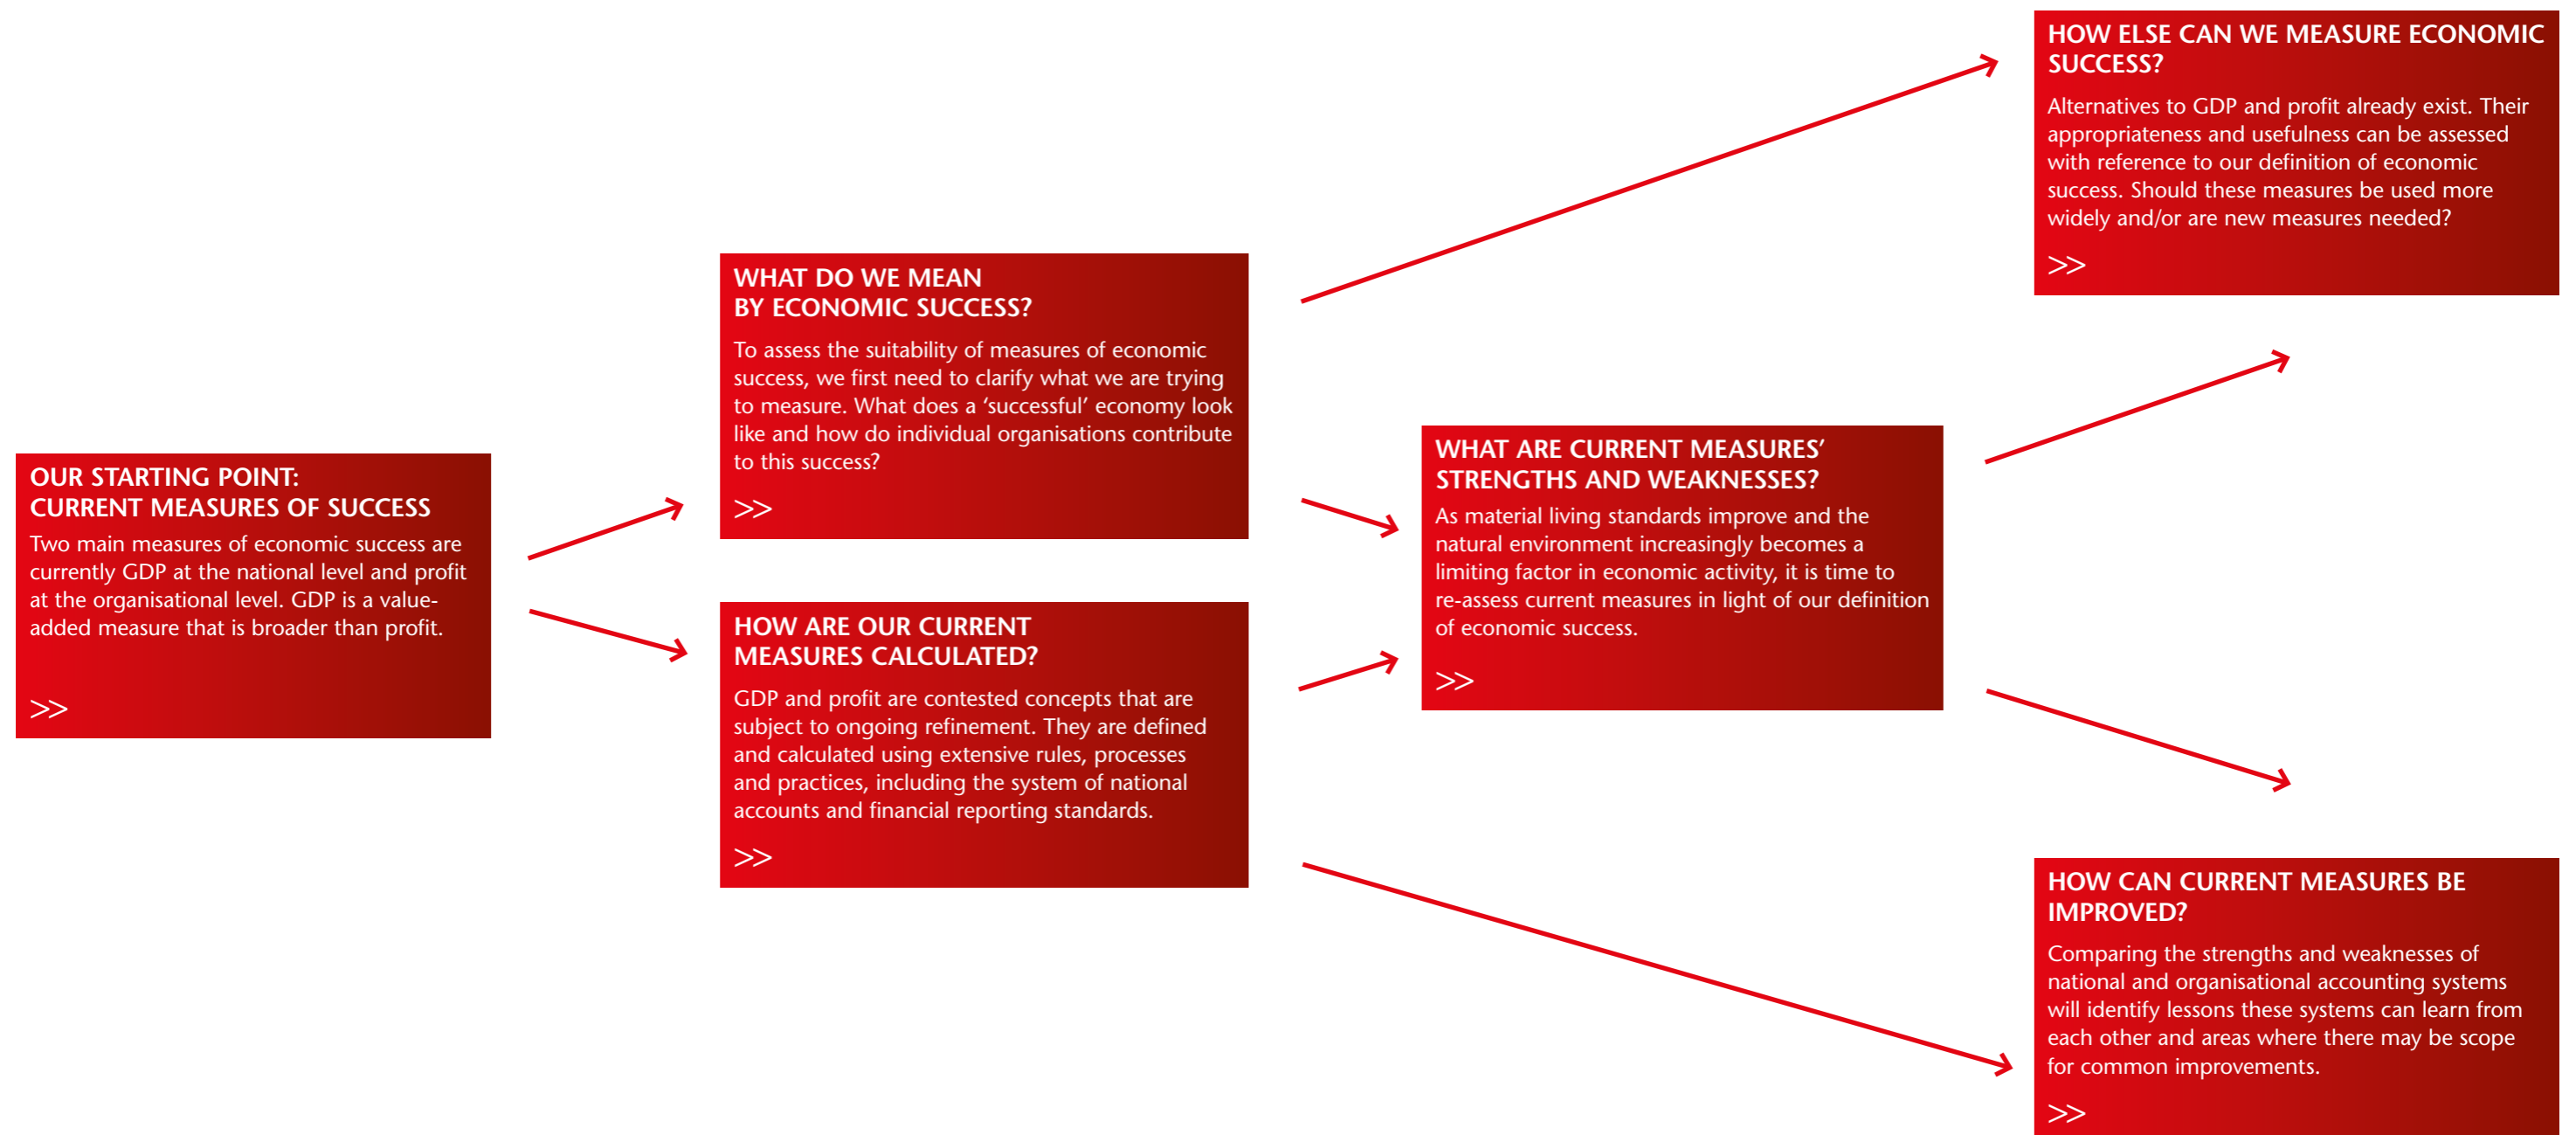 OUR STARTING POINT:
CURRENT MEASURES OF SUCCESS
Two main measures of economic success are
currently GDP at the national level and profit
at the organisational level. GDP is a value-
added measure that is broader than profit.
>>
WHAT DO WE MEAN
BY ECONOMIC SUCCESS?
To assess the suitability of measures of economic
success, we first need to clarify what we are trying
to measure. What does a ‘successful’ economy look
like and how do individual organisations contribute
to this success?
>>
HOW ARE OUR CURRENT
MEASURES CALCULATED?
GDP and profit are contested concepts that are
subject to ongoing refinement. They are defined
and calculated using extensive rules, processes
and practices, including the system of national
accounts and financial reporting standards.
>>
WHAT ARE CURRENT MEASURES’
STRENGTHS AND WEAKNESSES?
As material living standards improve and the
natural environment increasingly becomes a
limiting factor in economic activity, it is time to
re-assess current measures in light of our definition
of economic success.
>>
HOW ELSE CAN WE MEASURE ECONOMIC
SUCCESS?
Alternatives to GDP and profit already exist. Their
appropriateness and usefulness can be assessed
with reference to our definition of economic
success. Should these measures be used more
widely and/or are new measures needed?
>>
HOW CAN CURRENT MEASURES BE
IMPROVED?
Comparing the strengths and weaknesses of
national and organisational accounting systems
will identify lessons these systems can learn from
each other and areas where there may be scope
for common improvements.
>>